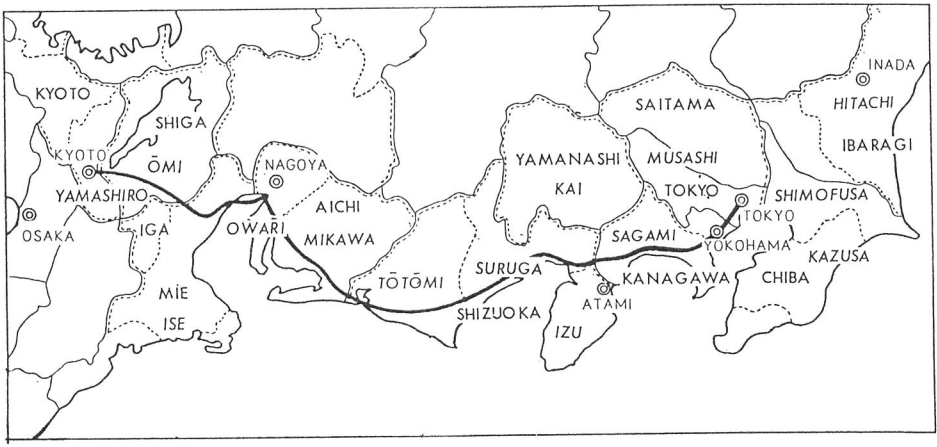 INADA
KYOTO
SAITAMA
HITACHI
SHIGA
IBARAGI
KYOTO
ŌMI
NAGOYA
YAMANASHI
MUSASHI
KAI
YAMASHIRO
TOKYO
SHIMOFUSA
AICHI
TOKYO
OSAKA
IGA
OWARI
MIKAWA
SAGAMI
YOKOHAMA
KAZUSA
SURUGA
TŌTŌMI
KANAGAWA
CHIBA
MIE
ATAMI
SHIZUOKA
ISE
IZU